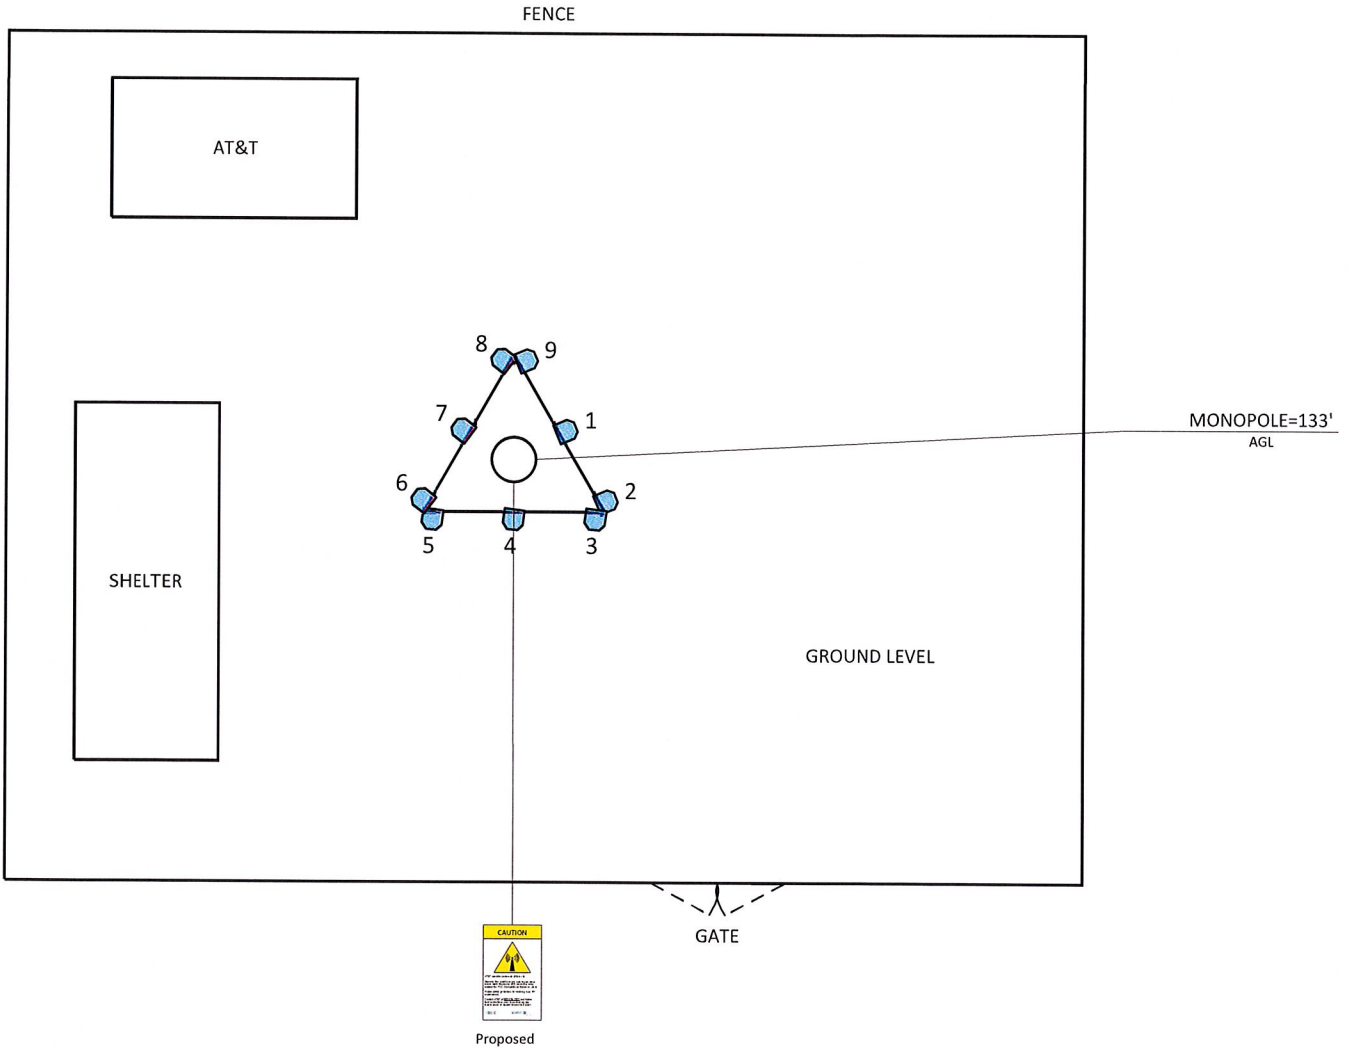 FENCE
AT&T
8
9
7
1
MONOPOLE=133'
AGL
6
2
5
4
3
SHELTER
GROUND LEVEL
GATE
CAUTION
Proposed